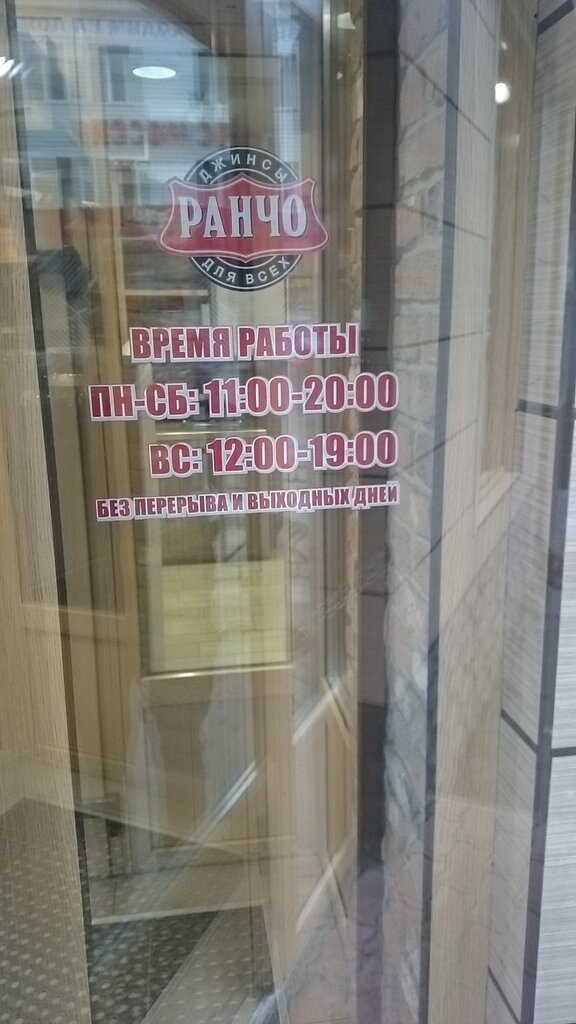 ДЖИНСЫ
РАНЧО
ДЛЯ ВСЕХ
ВРЕМЯ РАБОТЫ
ПН-СБ: 11:00-20:00
ВС: 12:00-19:00
БЕЗ ПЕРЕРЫВА И ВЫХОДНЫХ ДНЕЙ